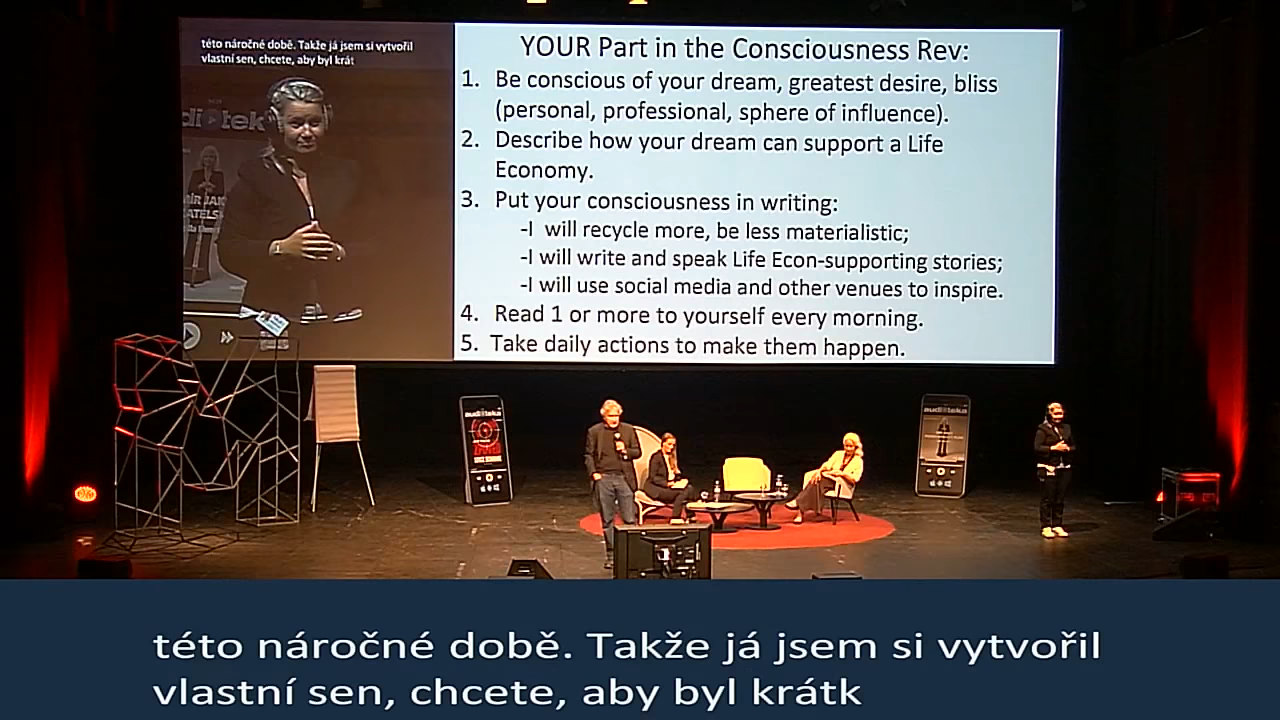 této náročné době. Takže já jsem si vytvořil
vlastní sen, chcete, aby byl krát
YOUR Part in the Consciousness Rev:
1. Be conscious of your dream, greatest desire, bliss
(personal, professional, sphere of influence).
2. Describe how your dream can support a Life
Economy.
3. Put your consciousness in writing:
-I will recycle more, be less materialistic;
-I will write and speak Life Econ-supporting stories;
-I will use social media and other venues to inspire.
4. Read 1 or more to yourself every morning.
5. Take daily actions to make them happen.
audioteka
audioteka
této náročné době. Takže já jsem si vytvořil
vlastní sen, chcete, aby byl krátk